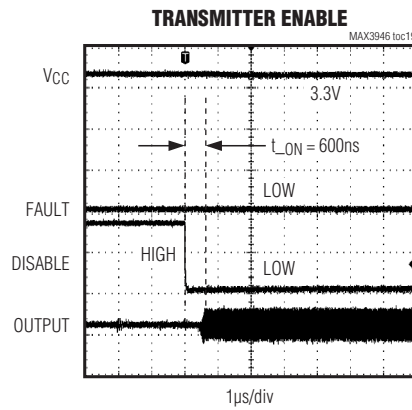 TRANSMITTER ENABLE
MAX3946 toc19
VCC
3.3V
t_ON = 600ns
LOW
FAULT
HIGH
DISABLE
LOW
OUTPUT
1µs/div